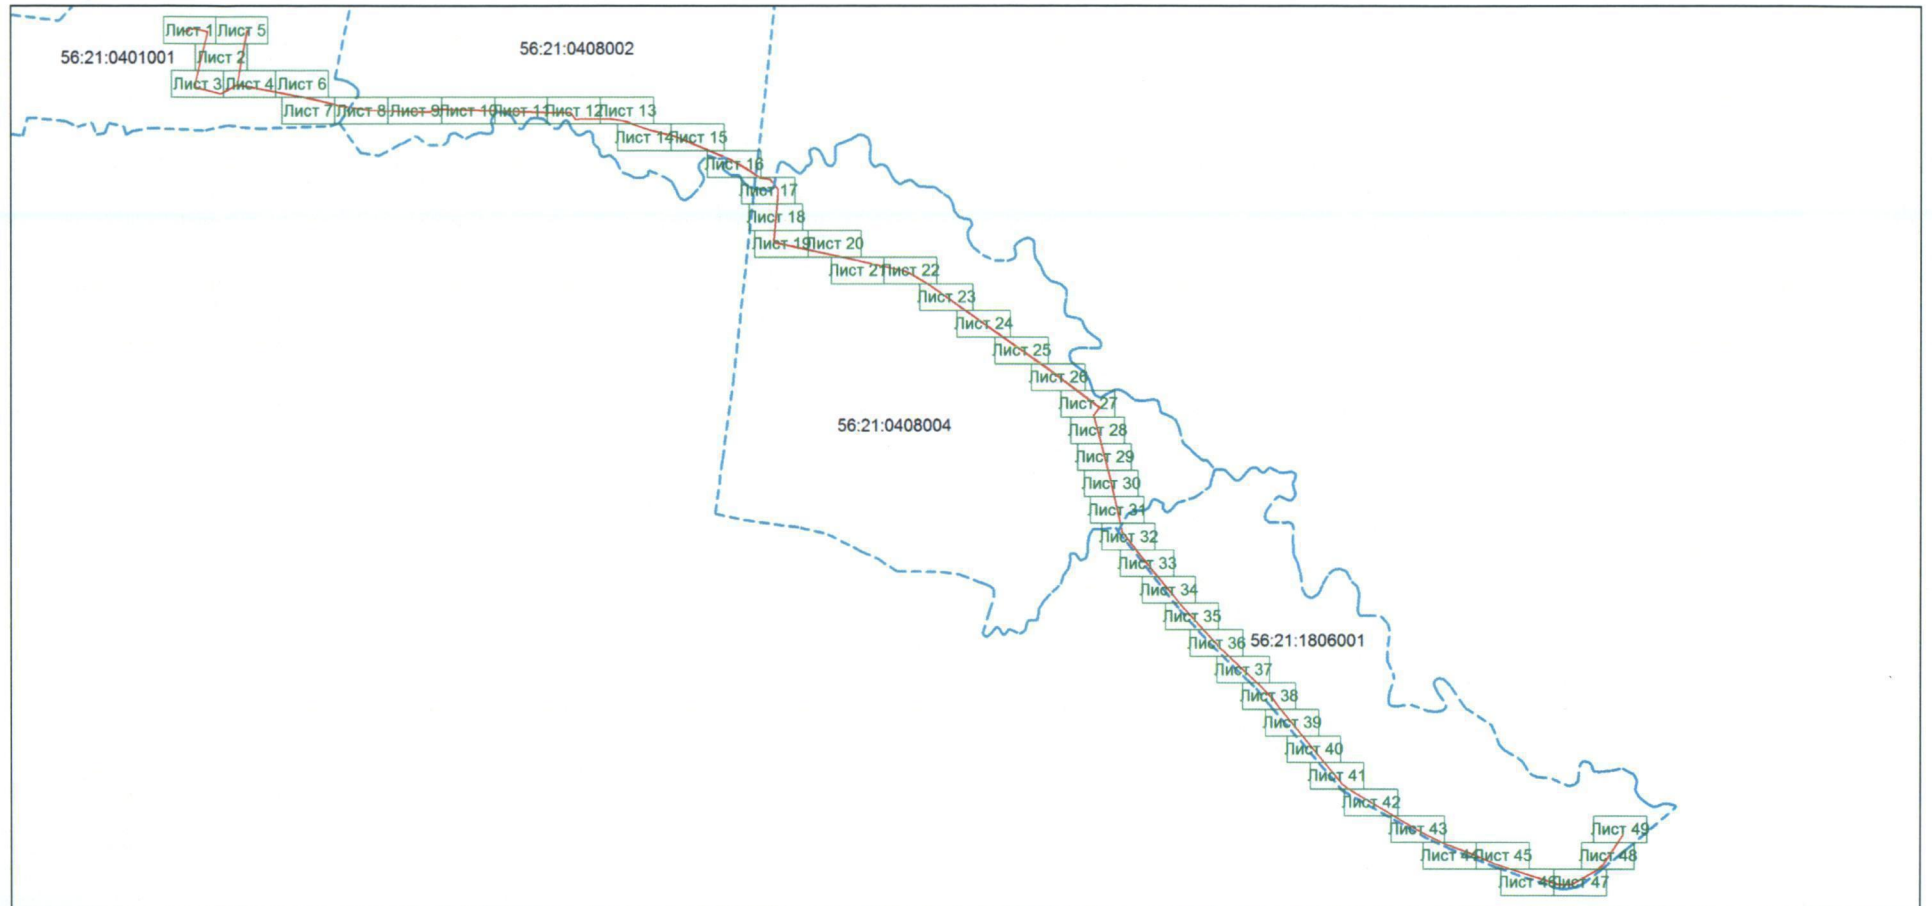 Лист 1
Лист 5
56:21:0408002
56:21:0401001
Лист 2
Лист 3
Лист 4
Лист 6
Лист 7
Лист 8
Лист 9
Лист 10
Лист 11
Лист 12
Лист 13
Лист 14
Лист 15
Лист 16
Лист 17
Лист 18
Лист 19
Лист 20
Лист 21
Лист 22
Лист 23
Лист 24
Лист 25
Лист 26
Лист 27
56:21:0408004
Лист 28
Лист 29
Лист 30
Лист 31
Лист 32
Лист 33
Лист 34
Лист 35
Лист 36
56:21:1806001
Лист 37
Лист 38
Лист 39
Лист 40
Лист 41
Лист 42
Лист 43
Лист 49
Лист 44
Лист 45
Лист 48
Лист 46
Лист 47